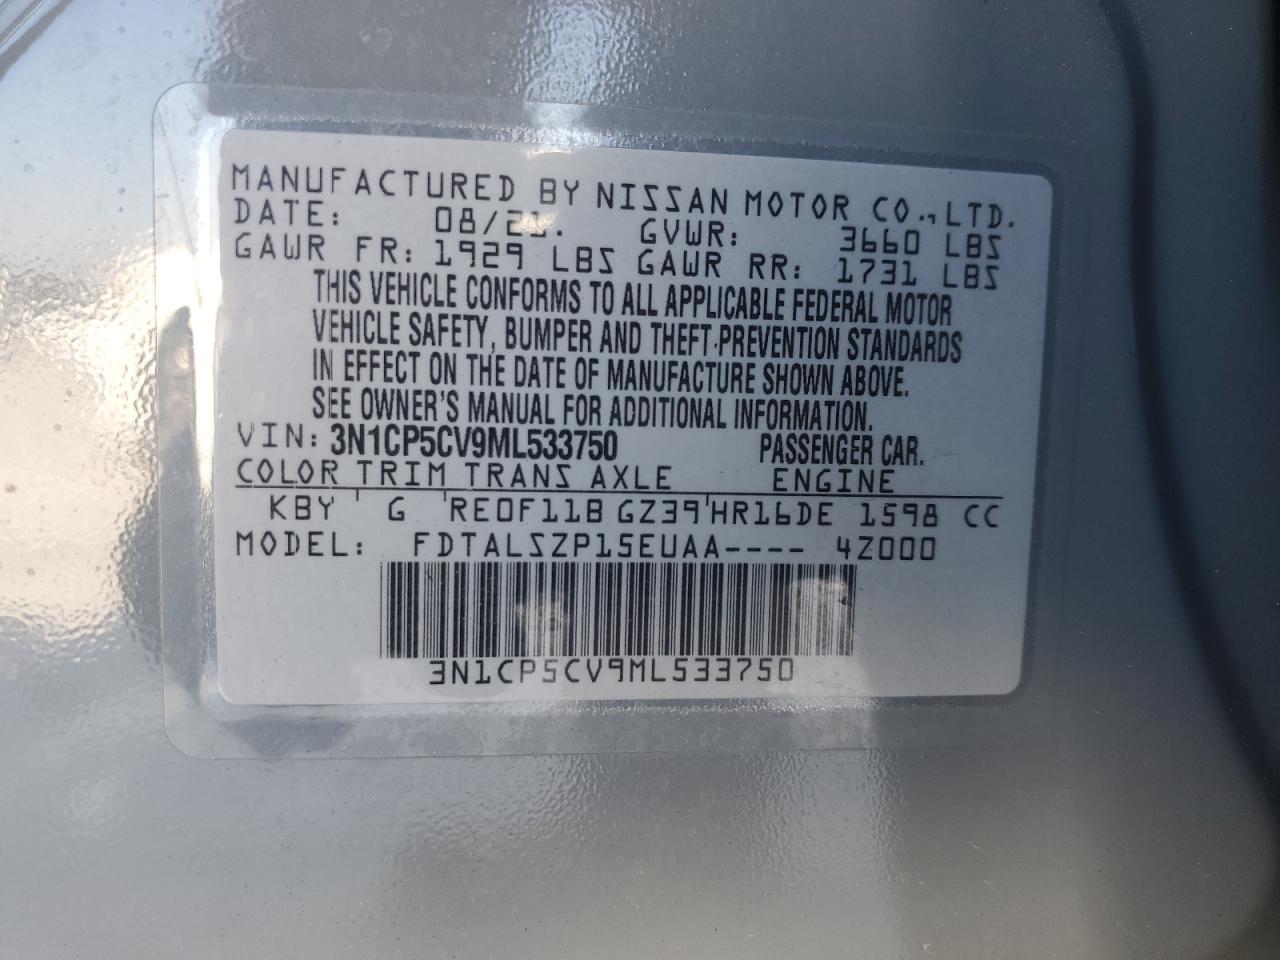 MANUFACTURED BY NISSAN MOTOR CO., LTD.
DATE: 08/21. GVWR: 3660 LBS
GAWR FR: 1929 LBS GAWR RR: 1731 LBS
THIS VEHICLE CONFORMS TO ALL APPLICABLE FEDERAL MOTOR
VEHICLE SAFETY, BUMPER AND THEFT PREVENTION STANDARDS
IN EFFECT ON THE DATE OF MANUFACTURE SHOWN ABOVE.
SEE OWNER'S MANUAL FOR ADDITIONAL INFORMATION.
VIN: 3N1CP5CV9ML533750 PASSENGER CAR.
COLOR TRIM TRANS AXLE ENGINE
KBY G RE0F11B GZ39 HR16DE 1598 CC
MODEL: FDTALSZP15EUAA---- 4Z000
3N1CP5CV9ML533750